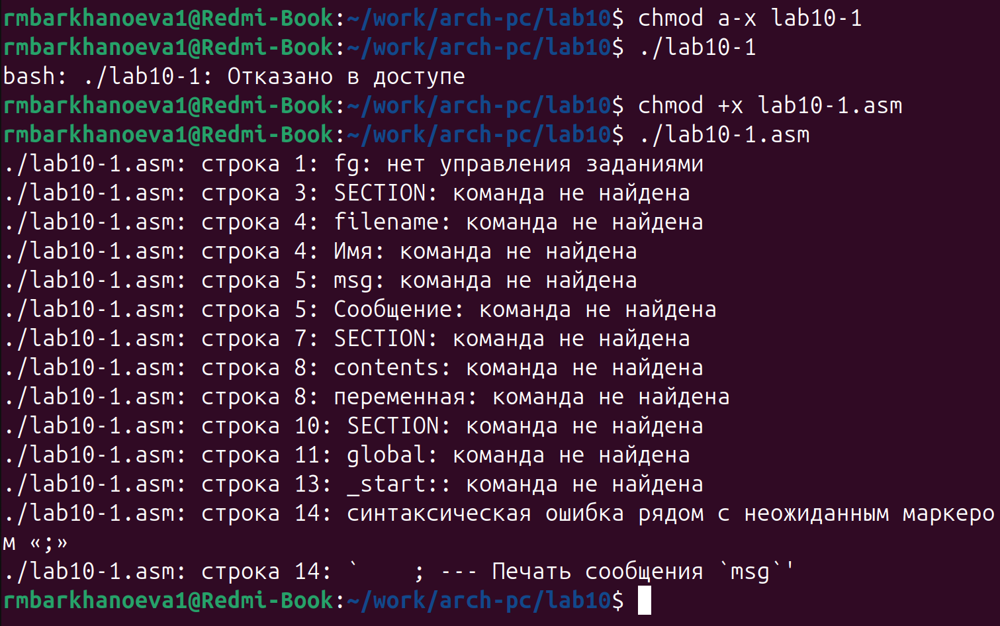 rmbarkhanoeva1@Redmi-Book:~/work/arch-pc/lab10$ chmod a-x lab10-1
rmbarkhanoeva1@Redmi-Book:~/work/arch-pc/lab10$ ./lab10-1
bash: ./lab10-1: Отказано в доступе
rmbarkhanoeva1@Redmi-Book:~/work/arch-pc/lab10$ chmod +x lab10-1.asm
rmbarkhanoeva1@Redmi-Book:~/work/arch-pc/lab10$ ./lab10-1.asm
./lab10-1.asm: строка 1: fg: нет управления заданиями
./lab10-1.asm: строка 3: SECTION: команда не найдена
./lab10-1.asm: строка 4: filename: команда не найдена
./lab10-1.asm: строка 4: Имя: команда не найдена
./lab10-1.asm: строка 5: msg: команда не найдена
./lab10-1.asm: строка 5: Сообщение: команда не найдена
./lab10-1.asm: строка 7: SECTION: команда не найдена
./lab10-1.asm: строка 8: contents: команда не найдена
./lab10-1.asm: строка 8: переменная: команда не найдена
./lab10-1.asm: строка 10: SECTION: команда не найдена
./lab10-1.asm: строка 11: global: команда не найдена
./lab10-1.asm: строка 13: _start:: команда не найдена
./lab10-1.asm: строка 14: синтаксическая ошибка рядом с неожиданным маркеро
м «;»
./lab10-1.asm: строка 14: `    ; --- Печать сообщения `msg`'
rmbarkhanoeva1@Redmi-Book:~/work/arch-pc/lab10$